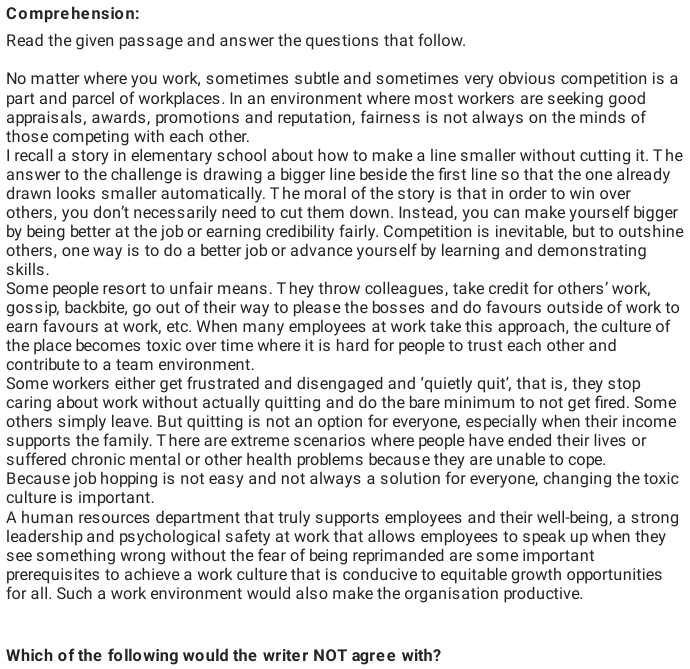 Comprehension:
Read the given passage and answer the questions that follow.
No matter where you work, sometimes subtle and sometimes very obvious competition is a
part and parcel of workplaces. In an environment where most workers are seeking good
appraisals, awards, promotions and reputation, fairness is not always on the minds of
those competing with each other.
I recall a story in elementary school about how to make a line smaller without cutting it. The
answer to the challenge is drawing a bigger line beside the first line so that the one already
drawn looks smaller automatically. The moral of the story is that in order to win over
others, you don't necessarily need to cut them down. Instead, you can make yourself bigger
by being better at the job or earning credibility fairly. Competition is inevitable, but to outshine
others, one way is to do a better job or advance yourself by learning and demonstrating
skills.
Some people resort to unfair means. They throw colleagues, take credit for others' work,
gossip, backbite, go out of their way to please the bosses and do favours outside of work to
earn favours at work, etc. When many employees at work take this approach, the culture of
the place becomes toxic over time where it is hard for people to trust each other and
contribute to a team environment.
Some workers either get frustrated and disengaged and ‘quietly quit’, that is, they stop
caring about work without actually quitting and do the bare minimum to not get fired. Some
others simply leave. But quitting is not an option for everyone, especially when their income
supports the family. There are extreme scenarios where people have ended their lives or
suffered chronic mental or other health problems because they are unable to cope.
Because job hopping is not easy and not always a solution for everyone, changing the toxic
culture is important.
A human resources department that truly supports employees and their well-being, a strong
leadership and psychological safety at work that allows employees to speak up when they
see something wrong without the fear of being reprimanded are some important
prerequisites to achieve a work culture that is conducive to equitable growth opportunities
for all. Such a work environment would also make the organisation productive.
Which of the following would the writer NOT agree with?